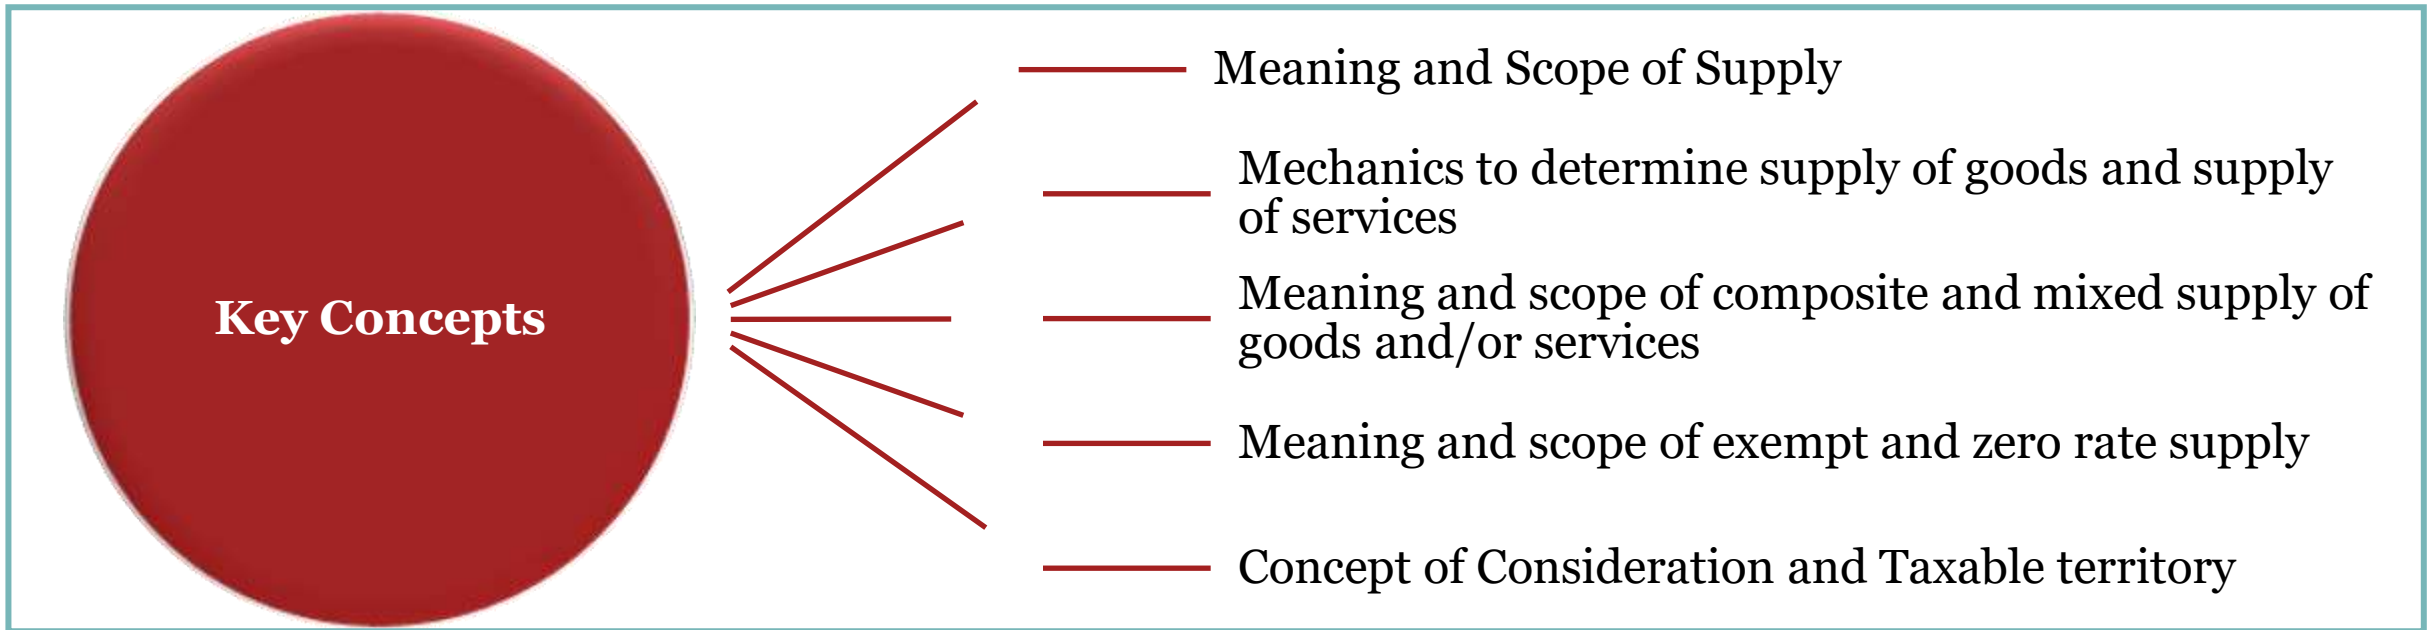 Key Concepts
Meaning and Scope of Supply
Mechanics to determine supply of goods and supply
of services
Meaning and scope of composite and mixed supply of
goods and/or services
Meaning and scope of exempt and zero rate supply
Concept of Consideration and Taxable territory